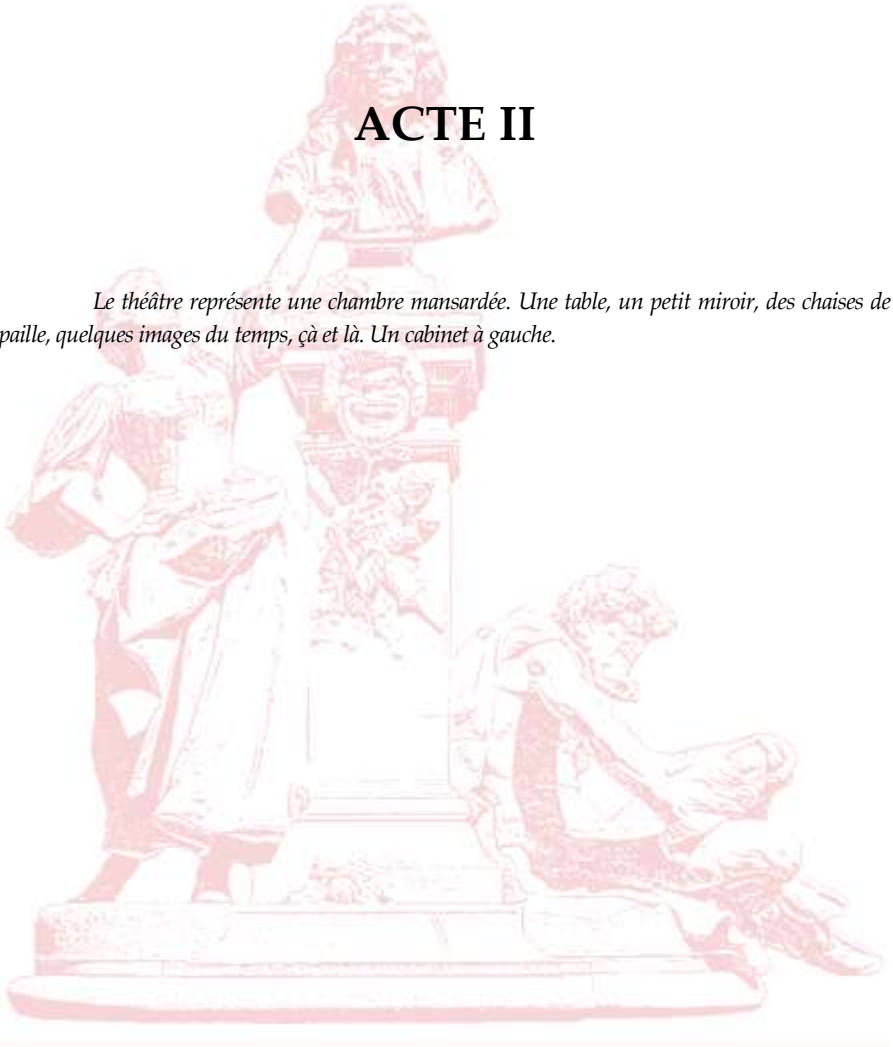 ACTE II
Le théâtre représente une chambre mansardée. Une table, un petit miroir, des chaises de
paille, quelques images du temps, çà et là. Un cabinet à gauche.